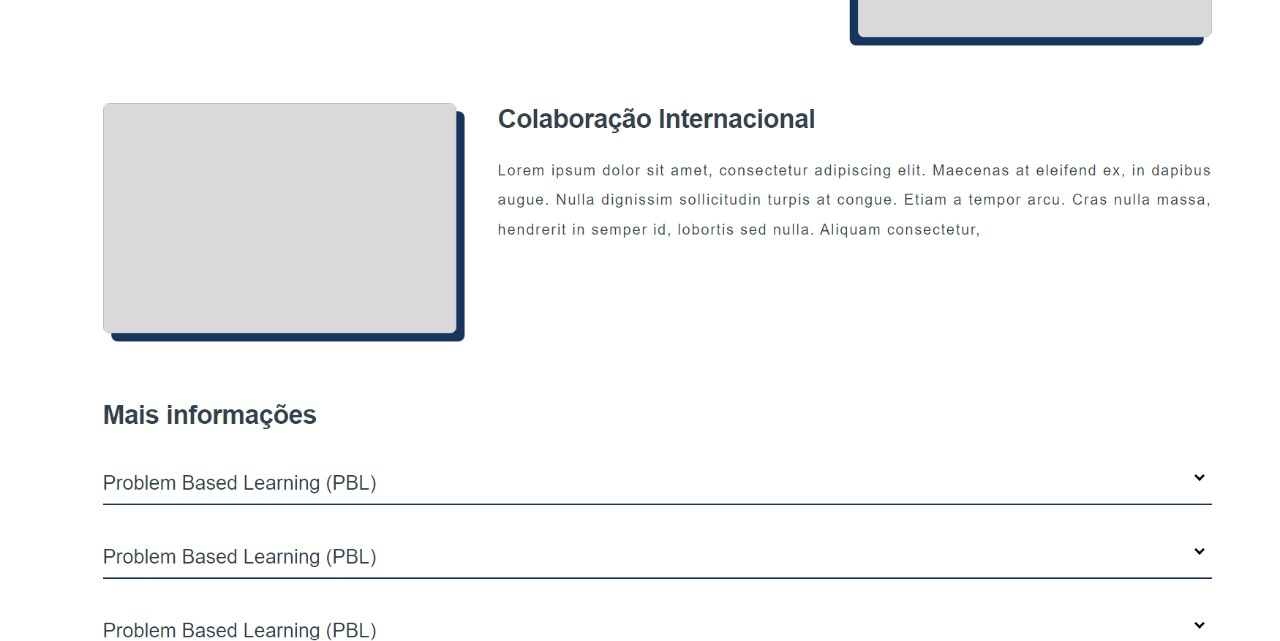 Colaboração Internacional
Lorem ipsum dolor sit amet, consectetur adipiscing elit. Maecenas at eleifend ex, in dapibus
augue. Nulla dignissim sollicitudin turpis at congue. Etiam a tempor arcu. Cras nulla massa,
hendrerit in semper id, lobortis sed nulla. Aliquam consectetur,
Mais informações
Problem Based Learning (PBL)
Problem Based Learning (PBL)
Problem Based Learning (PBL)